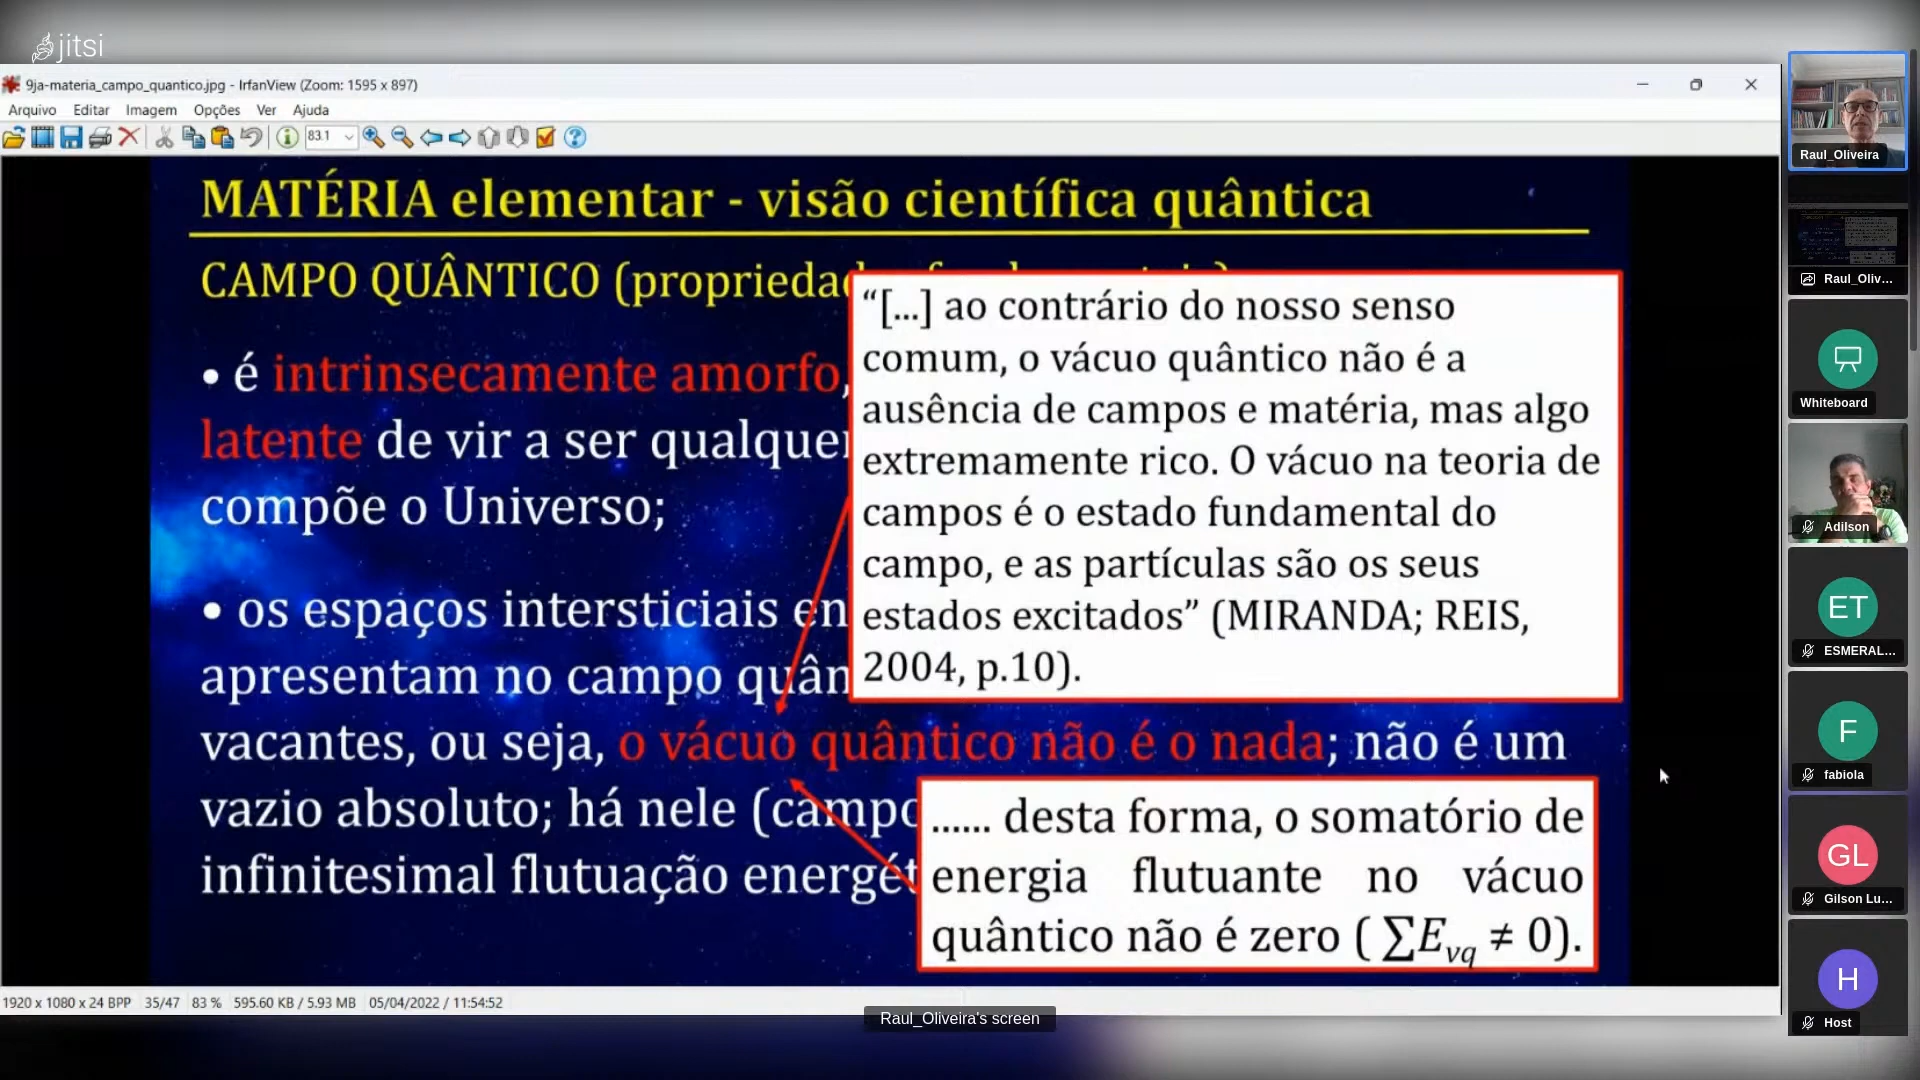 jitsi
9ja-materia_campo_quantico.jpg - IrfanView (Zoom: 1595 x 897)
Arquivo Editar Imagem Opções Ver Ajuda
83.1
MATÉRIA elementar - visão científica quântica
CAMPO QUÂNTICO
“[...] ao contrário do nosso senso
comum, o vácuo quântico não é a
ausência de campos e matéria, mas algo
extremamente rico. O vácuo na teoria de
campos é o estado fundamental do
campo, e as partículas são os seus
estados excitados” (MIRANDA; REIS,
2004, p.10).
• é intrinsecamente amorfo,
latente de vir a ser qualquer
compõe o Universo;
• os espaços intersticiais
apresentam no campo
vacantes, ou seja, o vácuo quântico não é o nada; não é um
vazio absoluto; há nele
infinitesimal flutuação
...... desta forma, o somatório de
energia flutuante no vácuo
quântico não é zero ( ∑Evq ≠ 0).
1920 x 1080 x 24 BPP 35/47 83 % 595.60 KB / 5.93 MB 05/04/2022 / 11:54:52
Raul_Oliveira's screen
Raul_Oliveira
Raul_Oliv...
Whiteboard
Adilson
ET
ESMERAL...
F
fabiola
GL
Gilson Lu...
H
Host